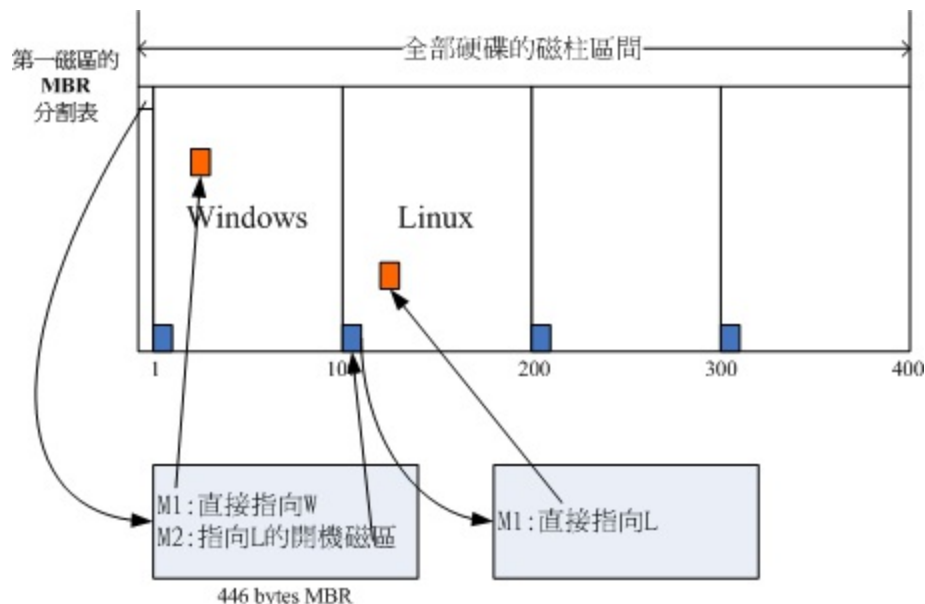 全部硬碟的磁柱區間
第一磁區的
MBR
分割表
Windows
Linux
1
100
200
300
400
M1:直接指向W
M2:指向L的開機磁區
M1:直接指向L
446 bytes MBR